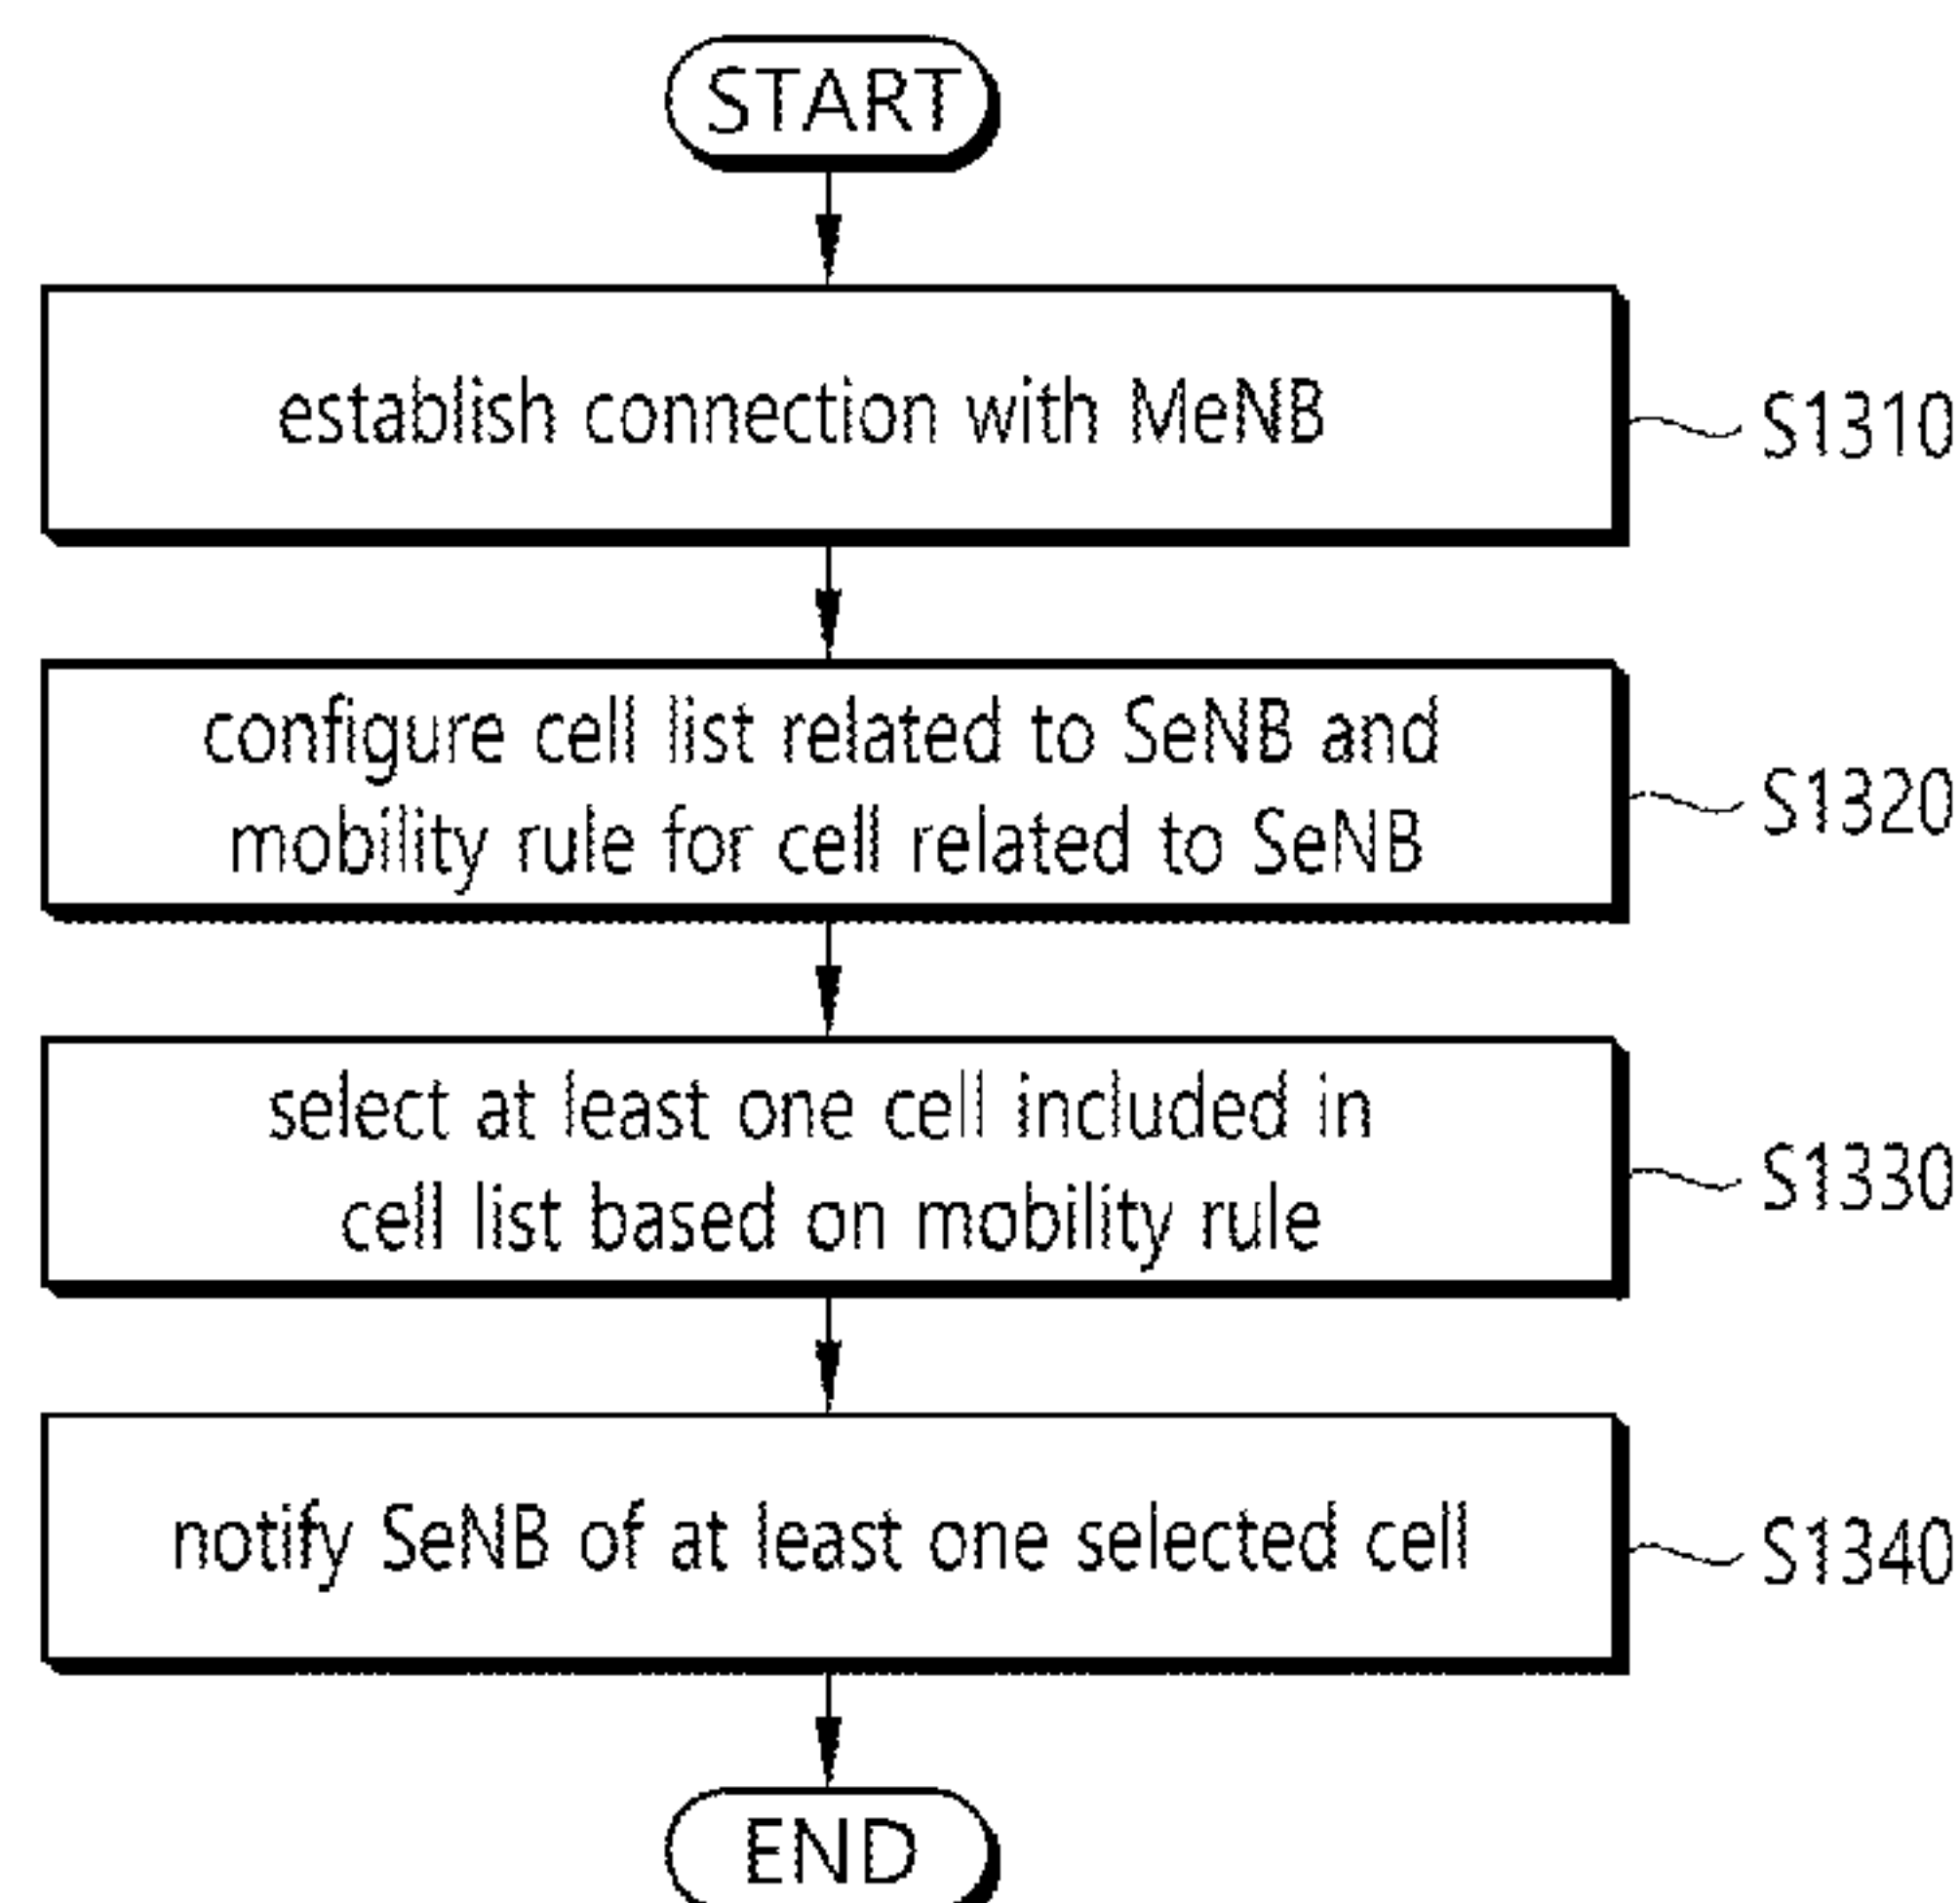 START
establish connection with MeNB
S1310
configure cell list related to SeNB and
mobility rule for cell related to SeNB
S1320
select at least one cell included in
cell list based on mobility rule
S1330
notify SeNB of at least one selected cell
S1340
END